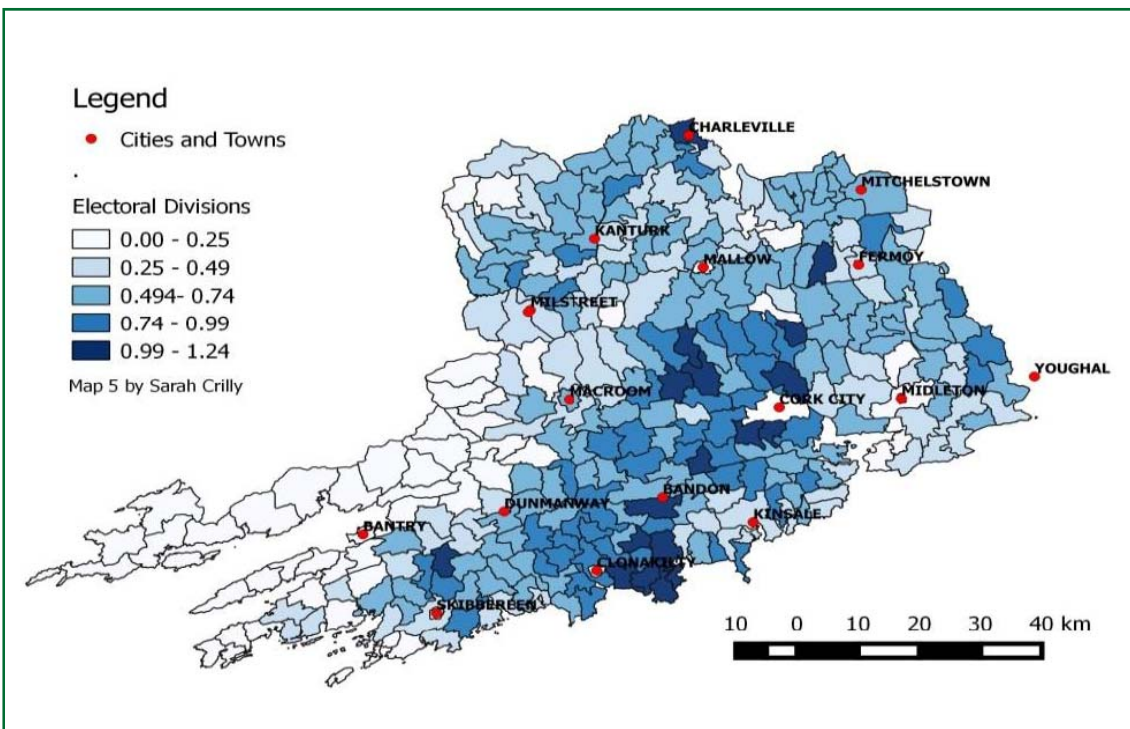 Legend
Cities and Towns
.
Electoral Divisions
0.00 - 0.25
0.25 - 0.49
0.494- 0.74
0.74 - 0.99
0.99 - 1.24
Map 5 by Sarah Crilly
CHARLEVILLE
MITCHELSTOWN
KANTURK
MALLOW
FERMOY
MILSTREET
YOUGHAL
MACROOM
MIDLETON
CORK CITY
BANDON
DUNMANWAY
KINSALE.
BANTRY
CLONAKILTY
SKIBBEREEN
10 0 10 20 30 40 km